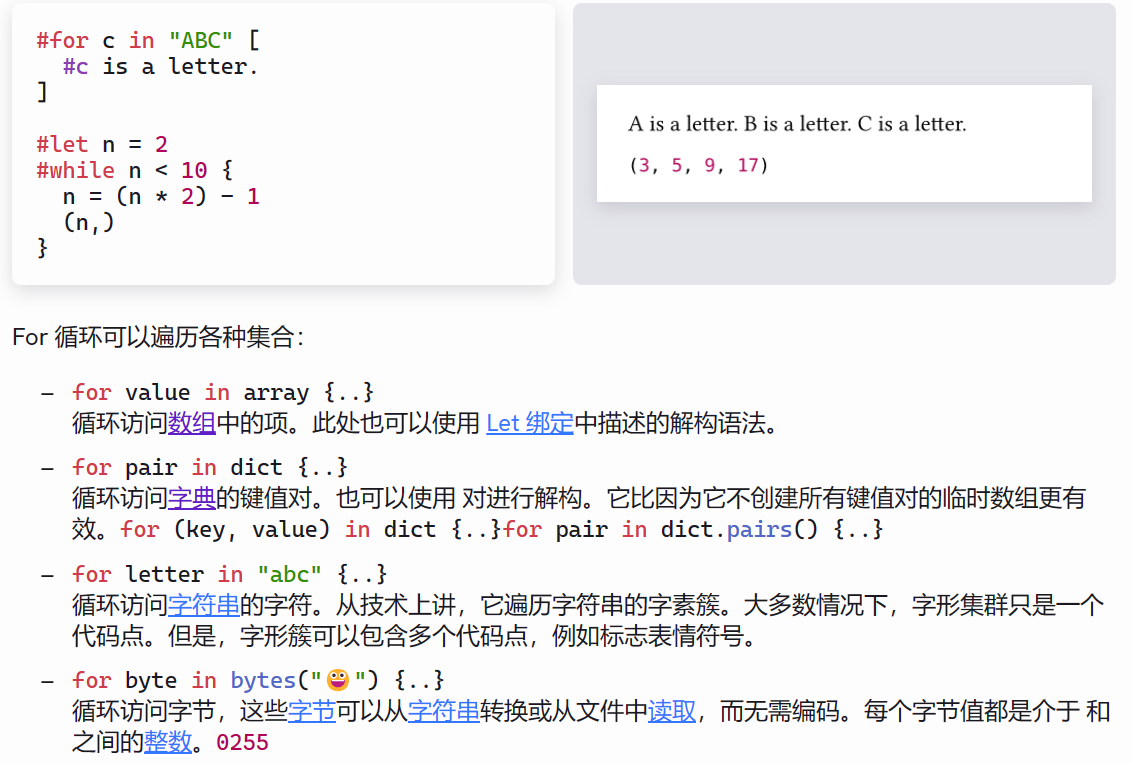 #for c in "ABC" [
  #c is a letter.
]
#let n = 2
#while n < 10 {
  n = (n * 2) - 1
  (n,)
}
A is a letter. B is a letter. C is a letter.
(3, 5, 9, 17)
For 循环可以遍历各种集合：
– for value in array {..}
循环访问数组中的项。此处也可以使用 Let 绑定中描述的解构语法。
– for pair in dict {..}
循环访问字典的键值对。也可以使用 对进行解构。它比因为它不创建所有键值对的临时数组更有
效。for (key, value) in dict {..}for pair in dict.pairs() {..}
– for letter in "abc" {..}
循环访问字符串的字符。从技术上讲，它遍历字符串的字素簇。大多数情况下，字形集群只是一个
代码点。但是，字形簇可以包含多个代码点，例如标志表情符号。
– for byte in bytes("😀") {..}
循环访问字节，这些字节可以从字符串转换或从文件中读取，而无需编码。每个字节值都是介于 和
之间的整数。0255